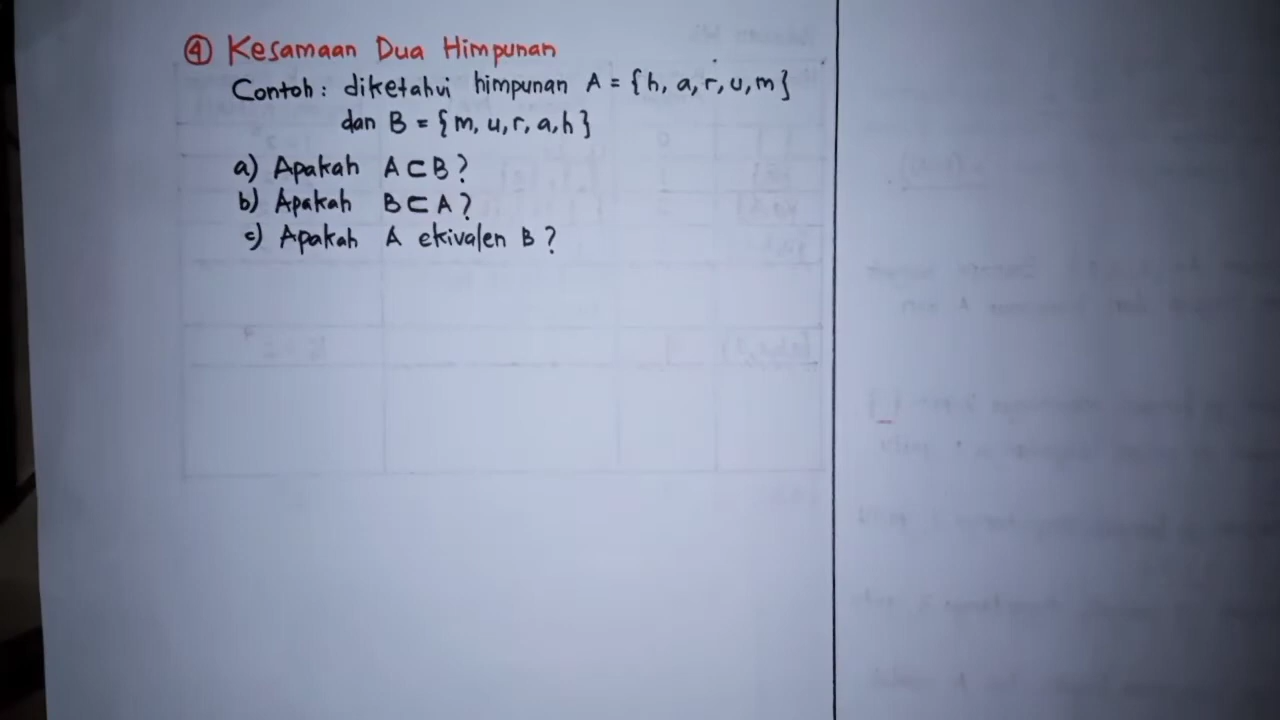 ④ Kesamaan Dua Himpunan
Contoh: diketahui himpunan A = {h, a, r, u, m}
dan B = {m, u, r, a, h}
a) Apakah A ⊂ B?
b) Apakah B ⊂ A?
c) Apakah A ekivalen B?